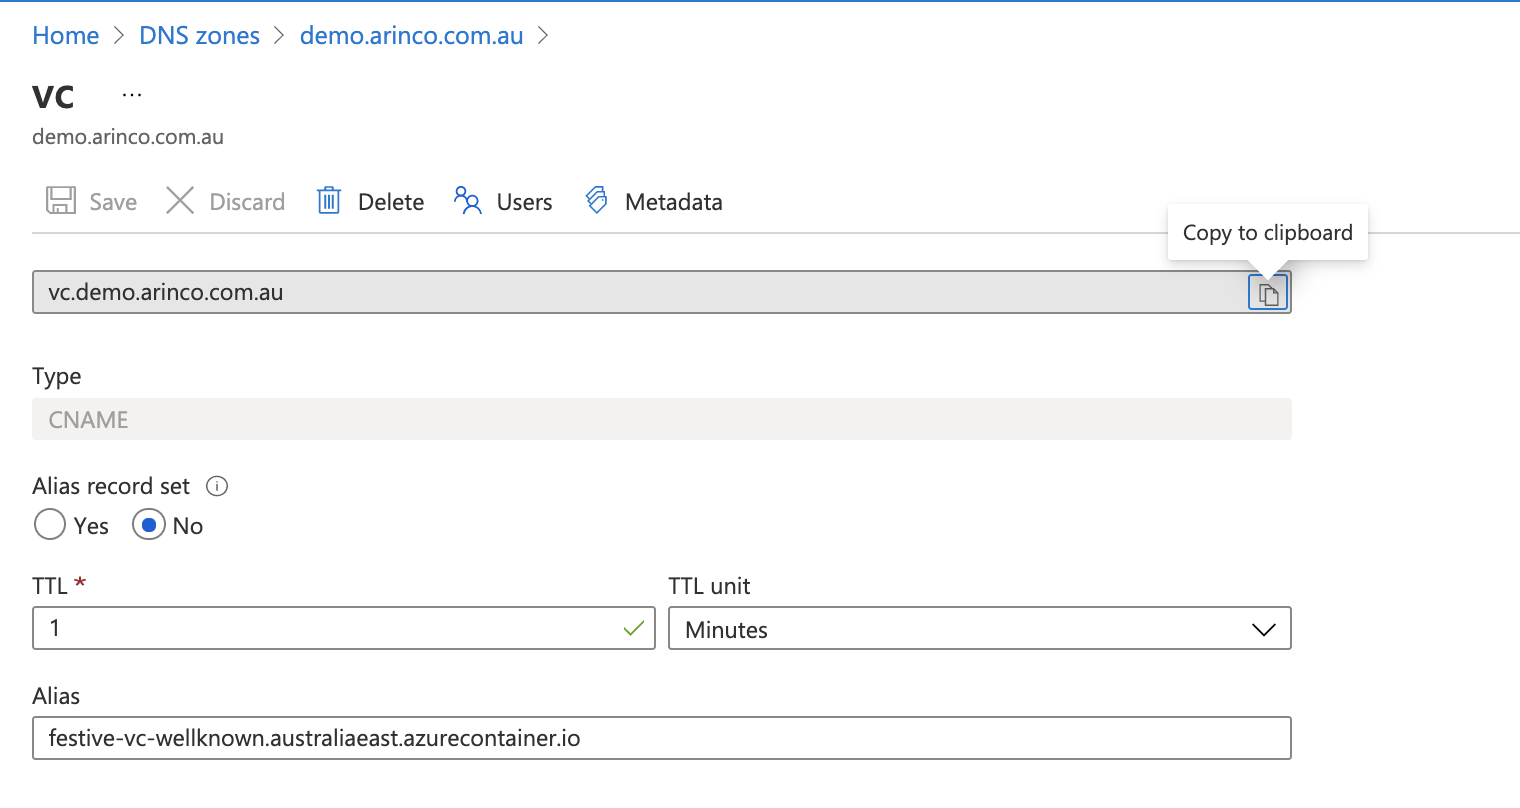 Home > DNS zones > demo.arinco.com.au >
vc ...
demo.arinco.com.au
Save Discard Delete Users Metadata
Copy to clipboard
vc.demo.arinco.com.au
Type
CNAME
Alias record set
Yes No
TTL * TTL unit
1 Minutes
Alias
festive-vc-wellknown.australiaeast.azurecontainer.io